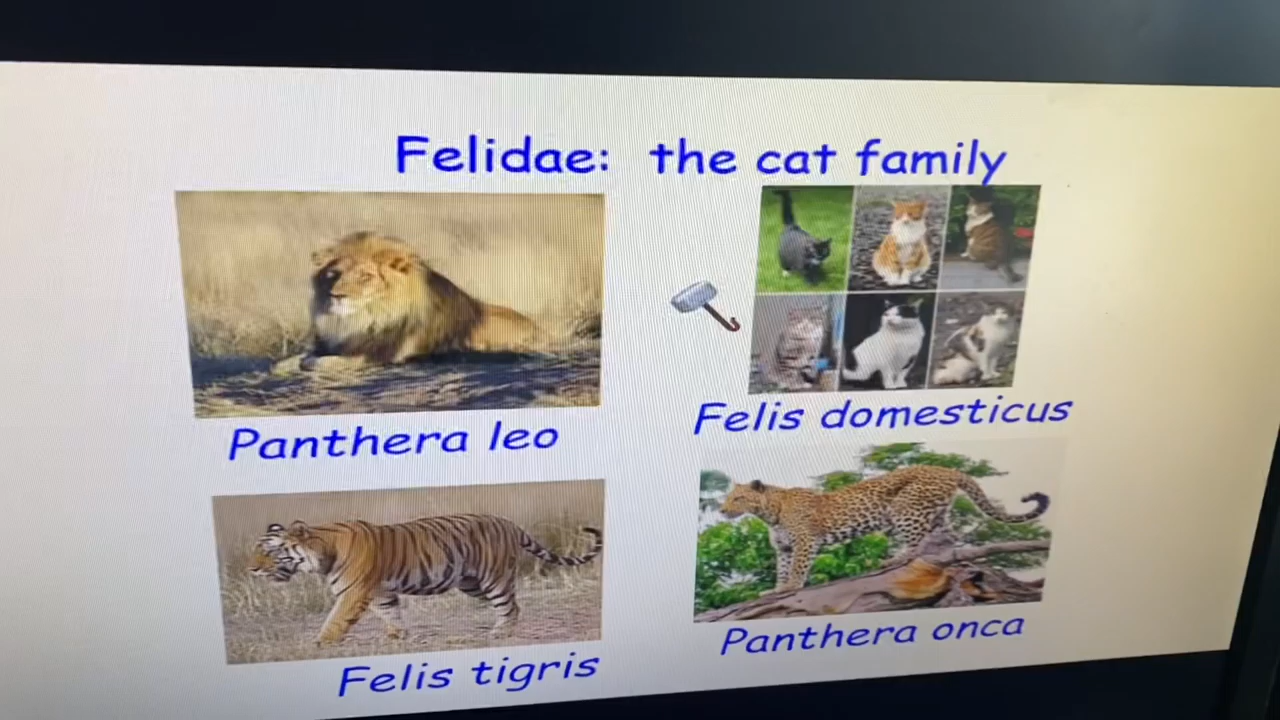 Felidae: the cat family
Panthera leo
Felis domesticus
Felis tigris
Panthera onca